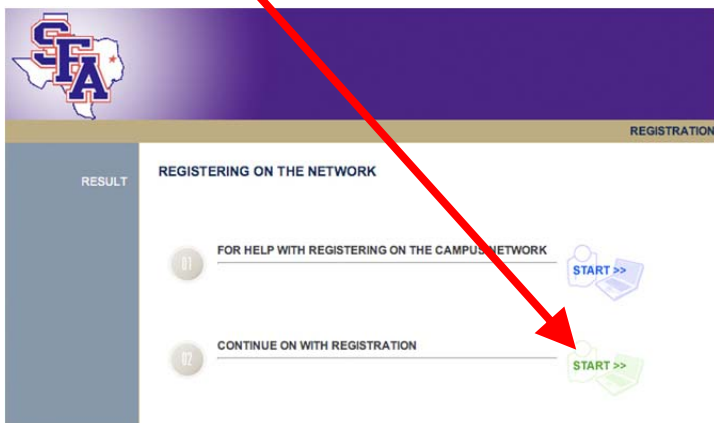 SFA
REGISTRATION
RESULT
REGISTERING ON THE NETWORK
01
FOR HELP WITH REGISTERING ON THE CAMPUS NETWORK
START >>
02
CONTINUE ON WITH REGISTRATION
START >>